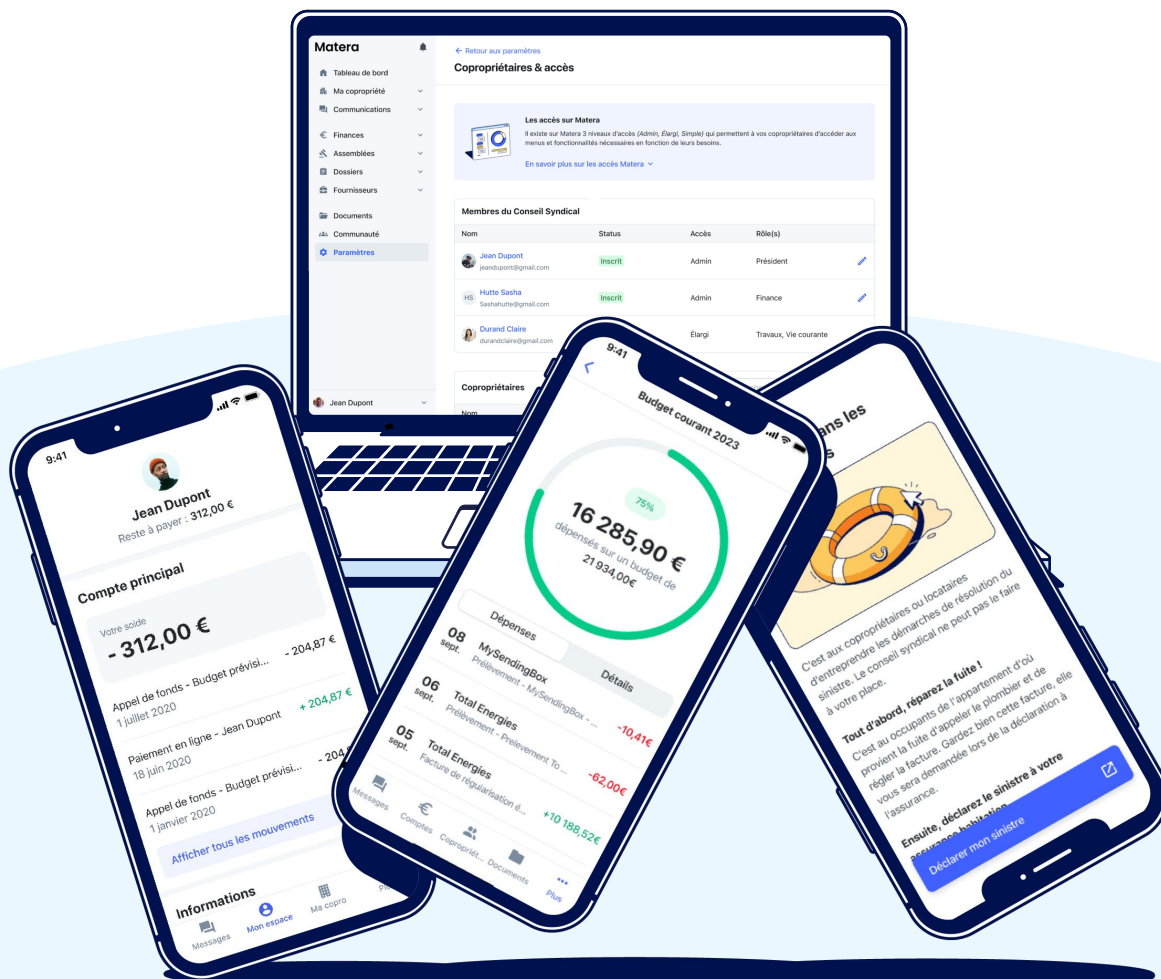 Matera
Tableau de bord
Ma copropriété
Communications
Finances
Assemblées
Dossiers
Fournisseurs
Documents
Communauté
Paramètres
Jean Dupont
← Retour aux paramètres
Copropriétaires & accès
Les accès sur Matera
Il existe sur Matera 3 niveaux d'accès (Admin, Élargi, Simple) qui permettent à vos copropriétaires d'accéder aux
menus et fonctionnalités nécessaires en fonction de leurs besoins.
En savoir plus sur les accès Matera
Membres du Conseil Syndical
Nom Status Accès Rôle(s)
Jean Dupont Inscrit Admin Président
jeandupont@gmail.com
HS Hutte Sasha Inscrit Admin Finance
Sashahutte@gmail.com
Durand Claire Élargi Travaux, Vie courante
durandclaire@gmail.com
Copropriétaires
Nom
9:41
Jean Dupont
Reste à payer : 312,00 €
Compte principal
Votre solde
- 312,00 €
Appel de fonds - Budget prévisi... - 204,87 €
1 juillet 2020
Paiement en ligne - Jean Dupont + 204,87 €
18 juin 2020
Appel de fonds - Budget prévisi... - 204,8
1 janvier 2020
Afficher tous les mouvements
Informations
Messages Mon espace Ma copro
9:41
Budget courant 2023
75%
16 285,90 €
dépensés sur un budget de
21 934,00€
Dépenses Détails
08 sept. MySendingBox
Prélèvement - MySendingBox - ... -10,41€
06 sept. Total Energies
Prélèvement - Prelevement To ... -62,00€
05 sept. Total Energies
Facture de régularisation é... +10 188,52€
Messages Comptes Copropriét... Documents Plus
ans les
s
C'est aux copropriétaires ou locataires
d'entreprendre les démarches de résolution du
sinistre. Le conseil syndical ne peut pas le faire
à votre place.
Tout d'abord, réparez la fuite !
C'est au occupants de l'appartement d'où
provient la fuite d'appeler le plombier et de
régler la facture. Gardez bien cette facture, elle
vous sera demandée lors de la déclaration à
l'assurance.
Ensuite, déclarez le sinistre à votre
assurance habitation
Déclarer mon sinistre